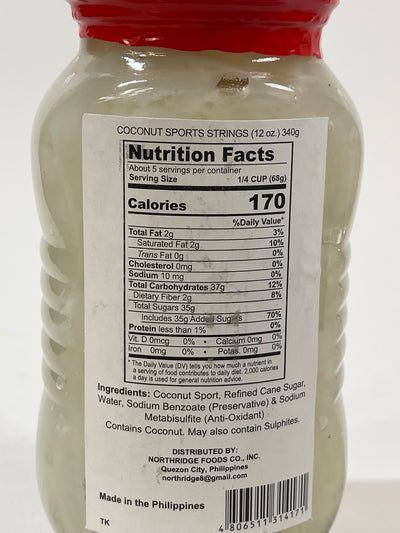 COCONUT SPORTS STRINGS (12 oz.) 340g
Nutrition Facts
About 5 servings per container
Serving Size 1/4 CUP (68g)
Calories 170
%Daily Value*
Total Fat 2g 3%
Saturated Fat 2g 10%
Trans Fat 0g 0%
Cholesterol 0mg 0%
Sodium 10 mg 0%
Total Carbohydrates 37g 12%
Dietary Fiber 2g 8%
Total Sugars 35g
Includes 35g Added Sugars 70%
Protein less than 1% 0%
Vit. D 0mcg 0% • Calcium 0mg 0%
Iron 0mg 0% • Potas. 0mg 0%
* The Daily Value (DV) tells you how much a nutrient in
a serving of food contributes to daily diet. 2,000 calories
a day is used for general nutrition advice.
Ingredients: Coconut Sport, Refined Cane Sugar,
Water, Sodium Benzoate (Preservative) & Sodium
Metabisulfite (Anti-Oxidant)
Contains Coconut. May also contain Sulphites.
DISTRIBUTED BY:
NORTHRIDGE FOODS CO., INC.
Quezon City, Philippines
northridge8@gmail.com
Made in the Philippines
TK
4 806511 314171